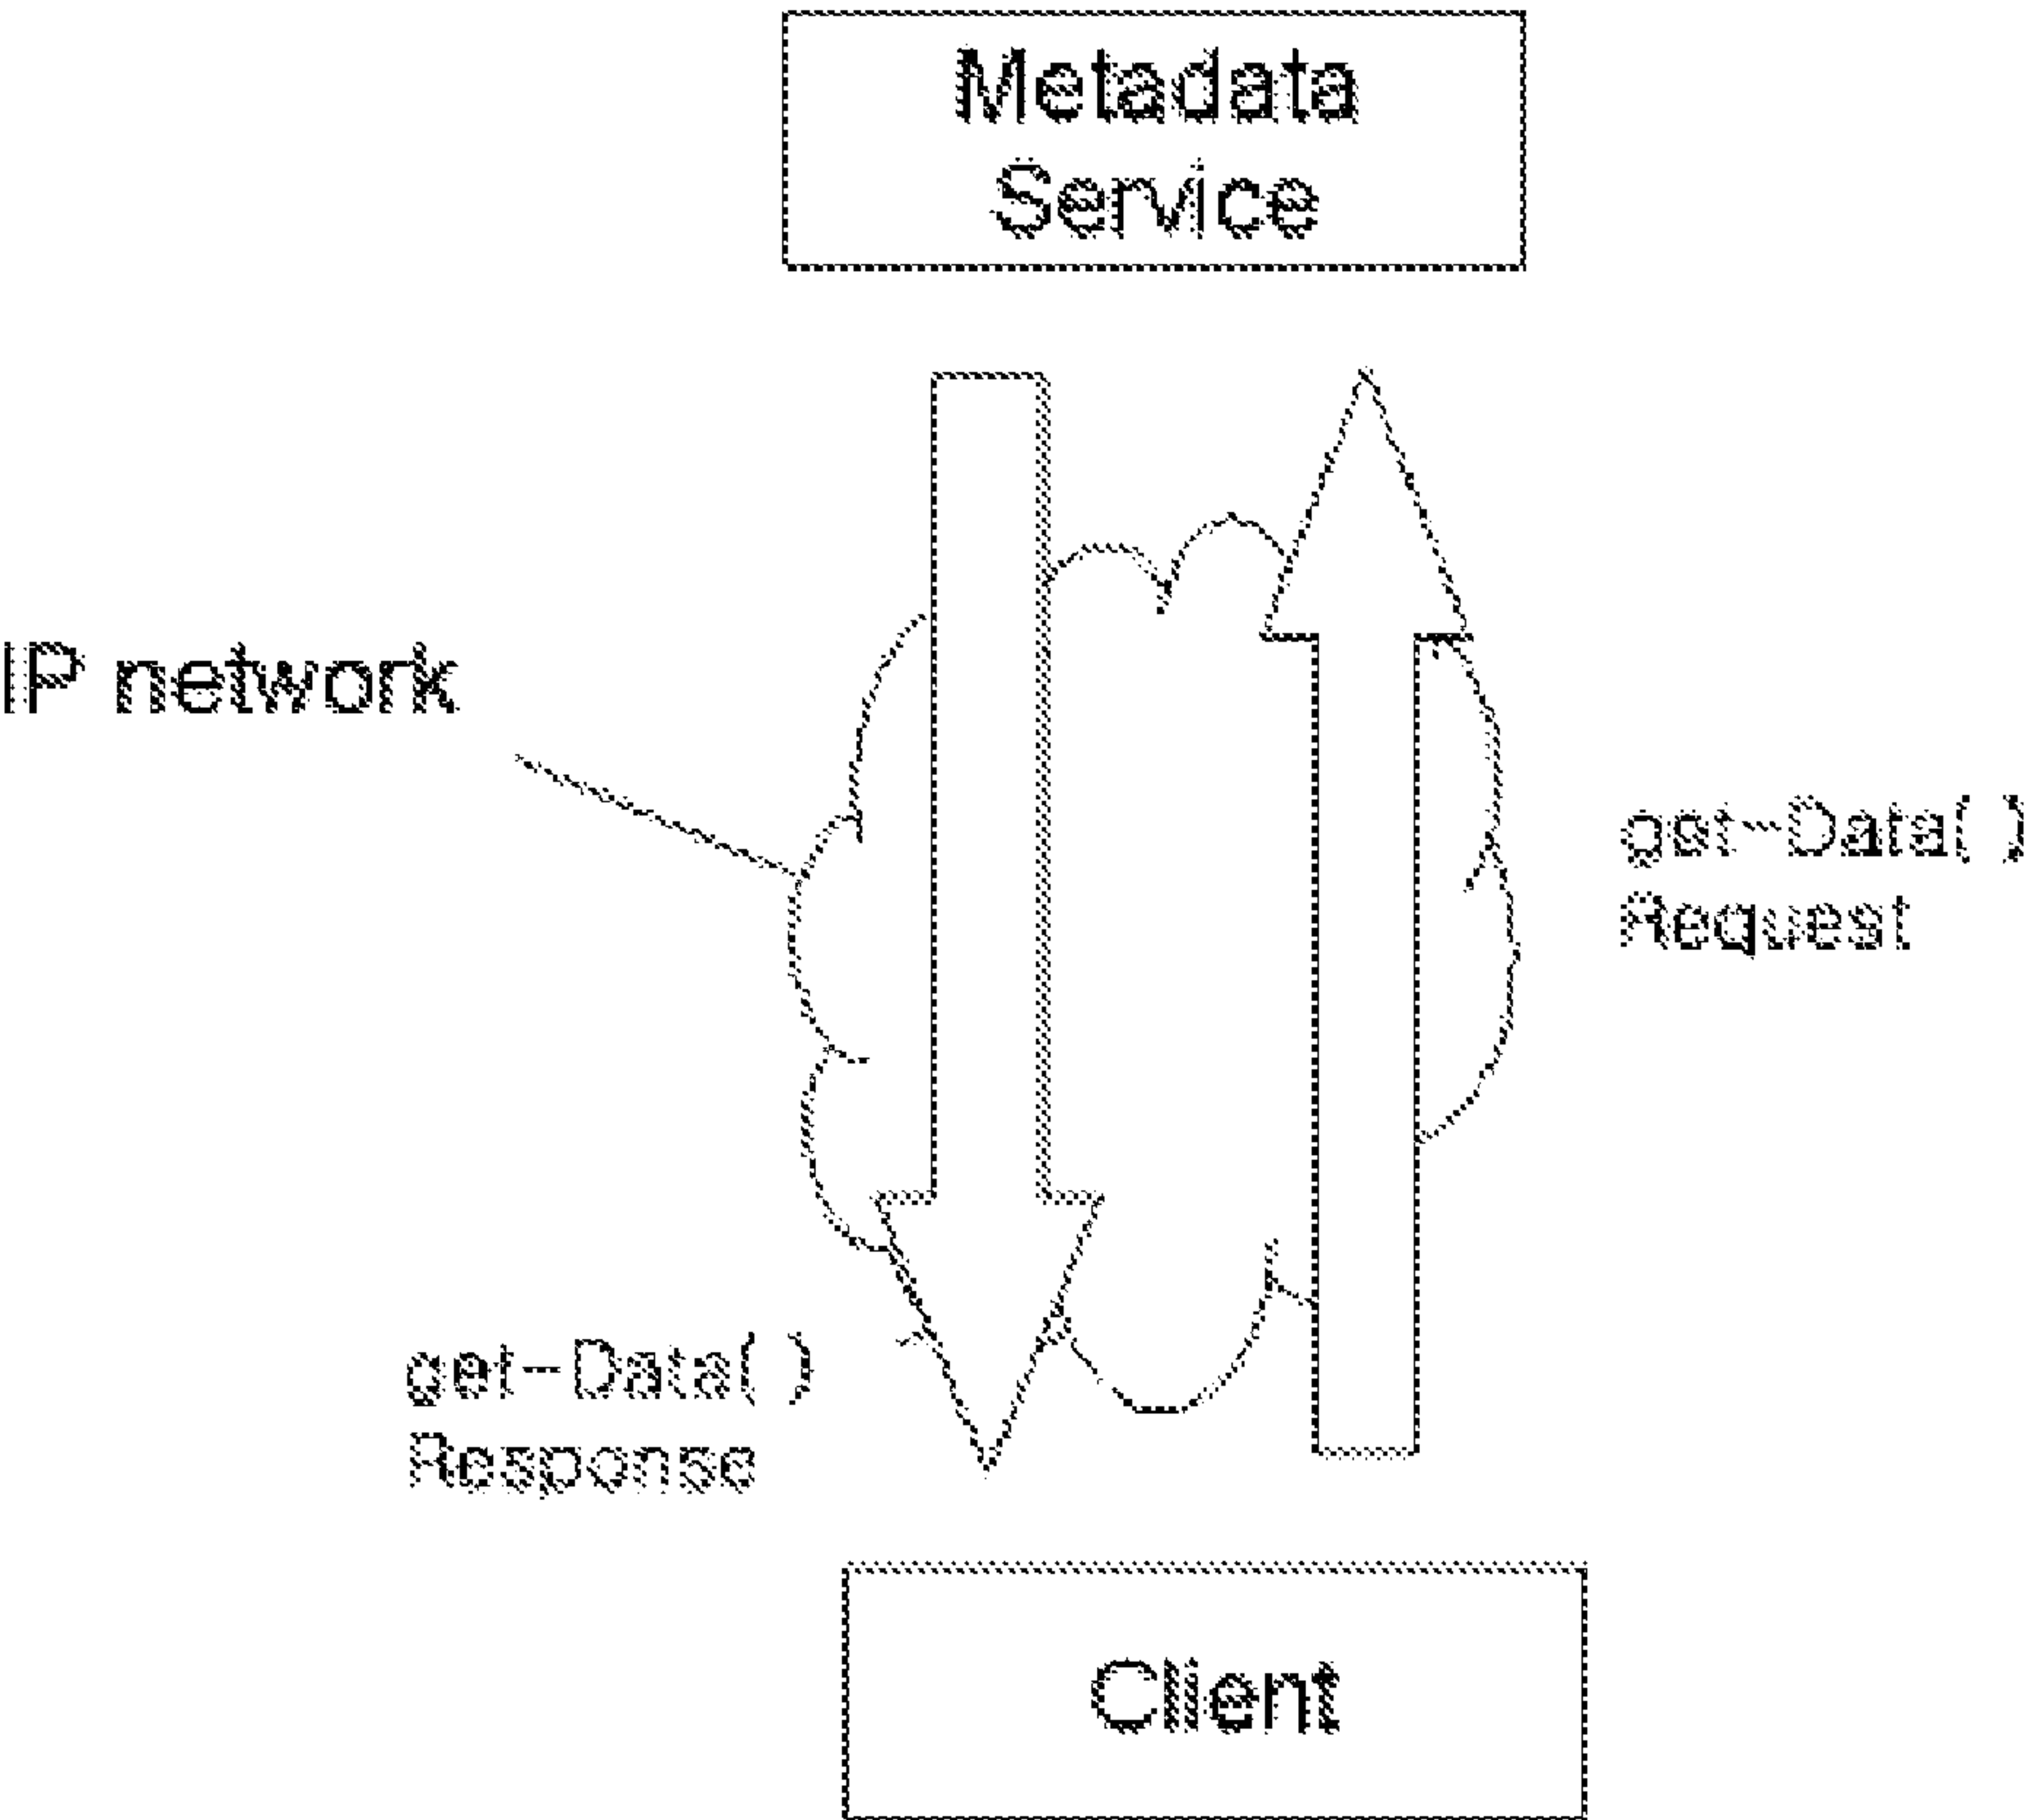 Metadata
Service
IP network
get-Data( )
Request
get-Data( )
Response
Client